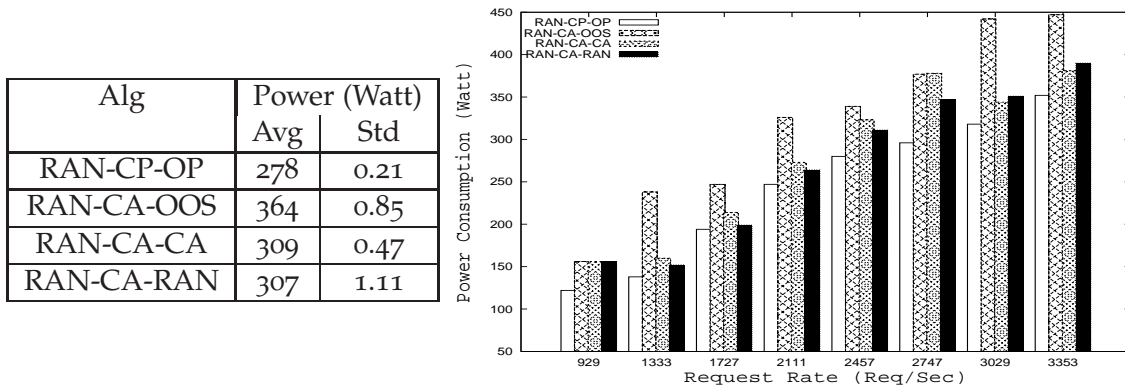 Alg Power (Watt)
Avg Std
RAN-CP-OP 278 0.21
RAN-CA-OOS 364 0.85
RAN-CA-CA 309 0.47
RAN-CA-RAN 307 1.11
Power Consumption (Watt)
450
400
350
300
250
200
150
100
50
RAN-CP-OP
RAN-CA-OOS
RAN-CA-CA
RAN-CA-RAN
929 1333 1727 2111 2457 2747 3029 3353
Request Rate (Req/Sec)